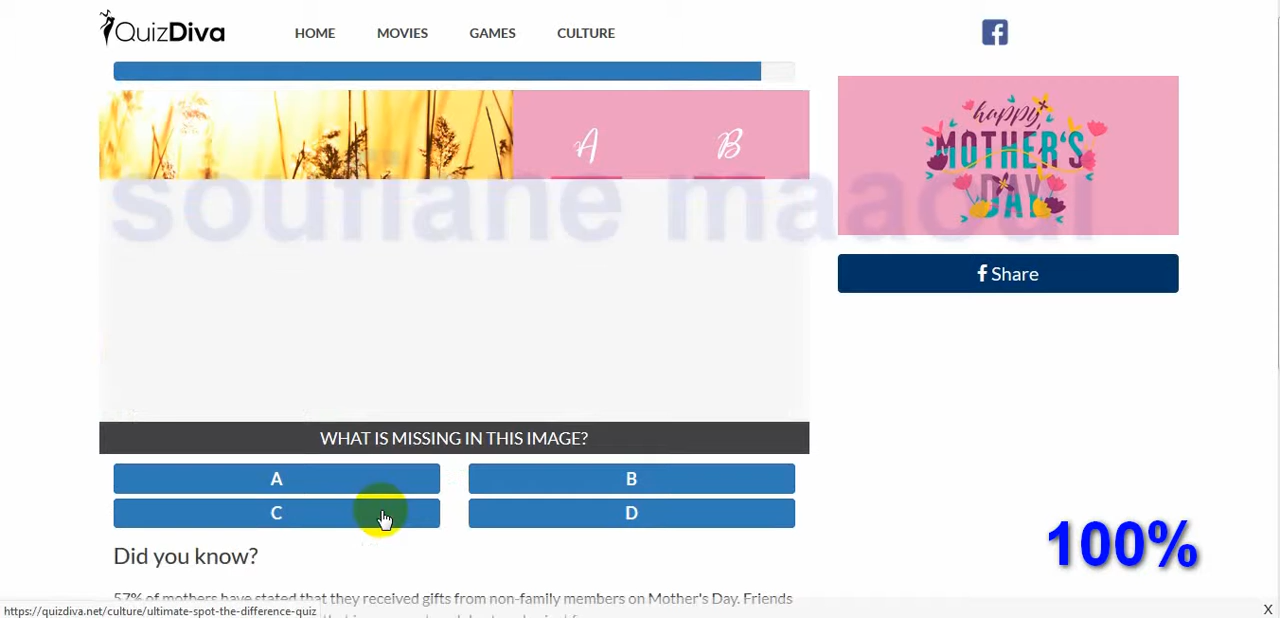 QuizDiva HOME MOVIES GAMES CULTURE
happy
MOTHER'S
DAY
A B
soufiane maaoui
Share
WHAT IS MISSING IN THIS IMAGE?
A B
C D
100%
Did you know?
57% of mothers have stated that they received gifts from non-family members on Mother's Day. Friends
https://quizdiva.net/culture/ultimate-spot-the-difference-quiz X